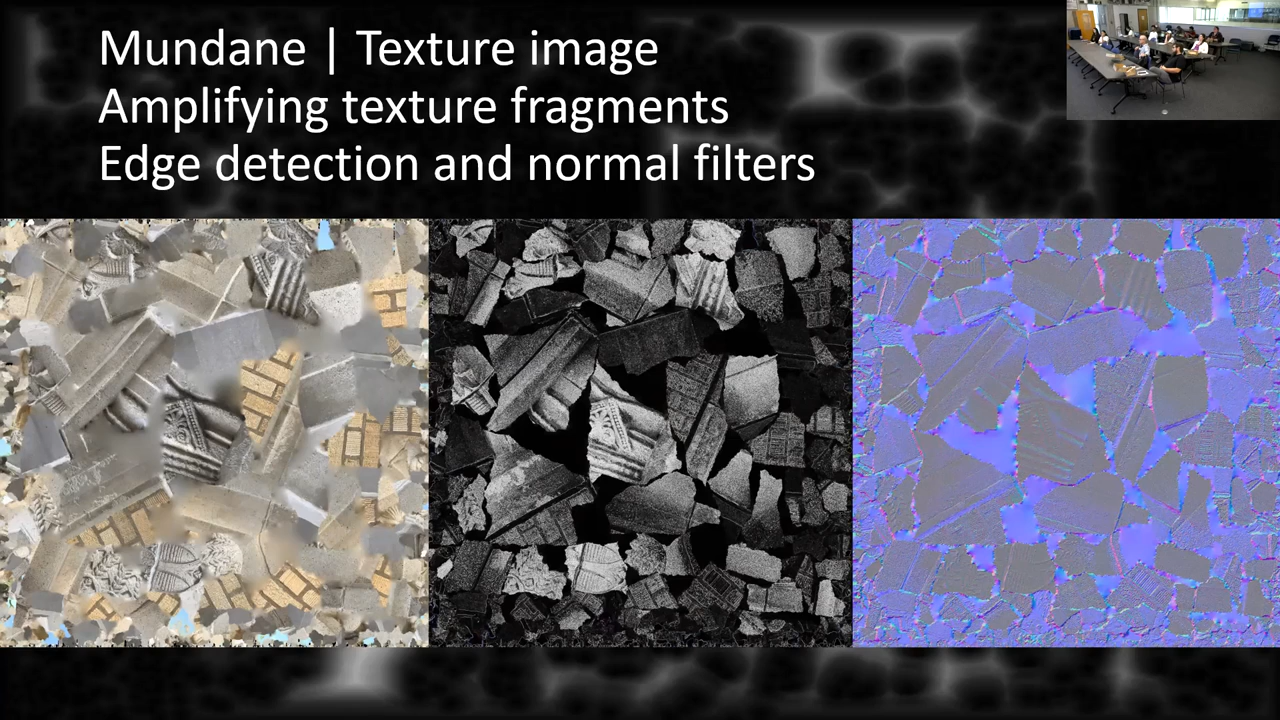 Mundane | Texture image
Amplifying texture fragments
Edge detection and normal filters